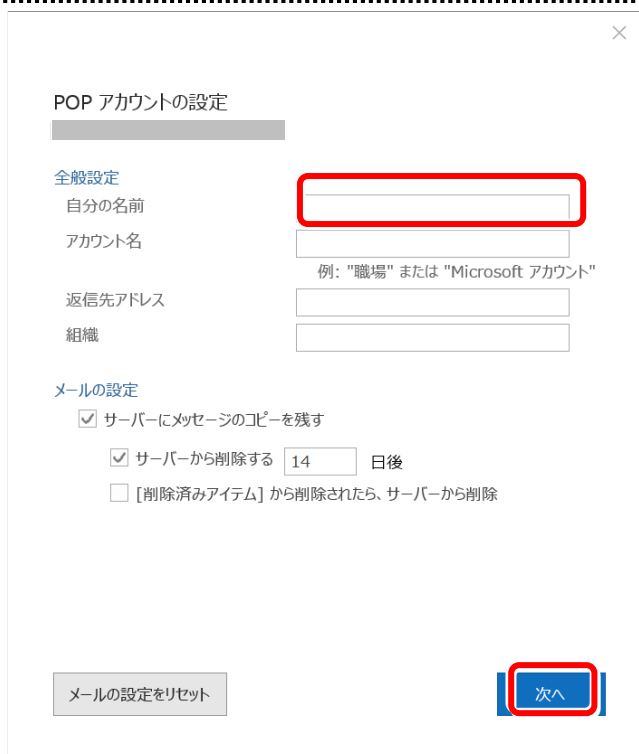 POP アカウントの設定
全般設定
自分の名前
アカウント名
例: "職場" または "Microsoft アカウント"
返信先アドレス
組織
メールの設定
サーバーにメッセージのコピーを残す
サーバーから削除する 14 日後
[削除済みアイテム] から削除されたら、サーバーから削除
メールの設定をリセット 次へ